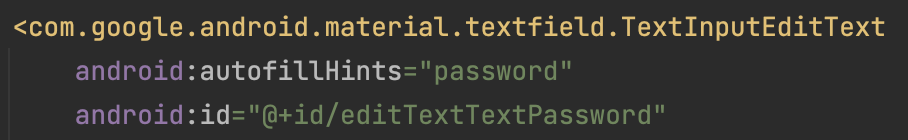 <com.google.android.material.textfield.TextInputEditText
android:autofillHints="password"
android:id="@+id/editTextTextPassword"